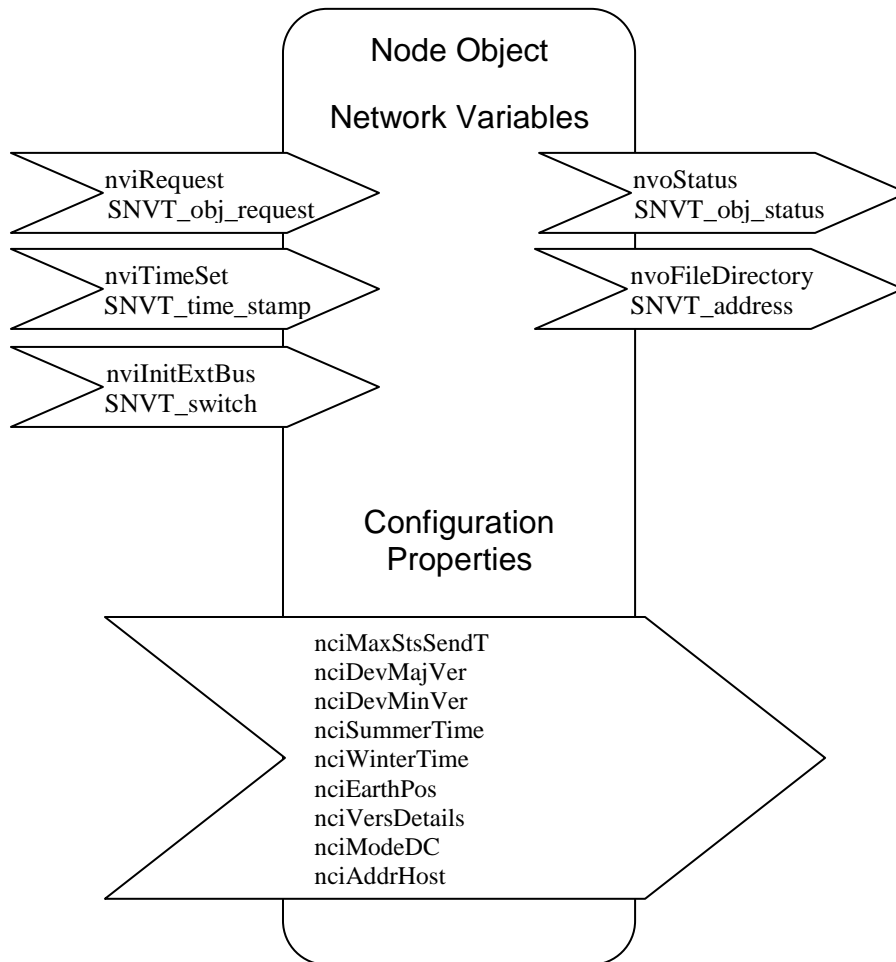 Node Object
Network Variables
nviRequest
SNVT_obj_request
nvoStatus
SNVT_obj_status
nviTimeSet
SNVT_time_stamp
nvoFileDirectory
SNVT_address
nviInitExtBus
SNVT_switch
Configuration
Properties
nciMaxStsSendT
nciDevMajVer
nciDevMinVer
nciSummerTime
nciWinterTime
nciEarthPos
nciVersDetails
nciModeDC
nciAddrHost